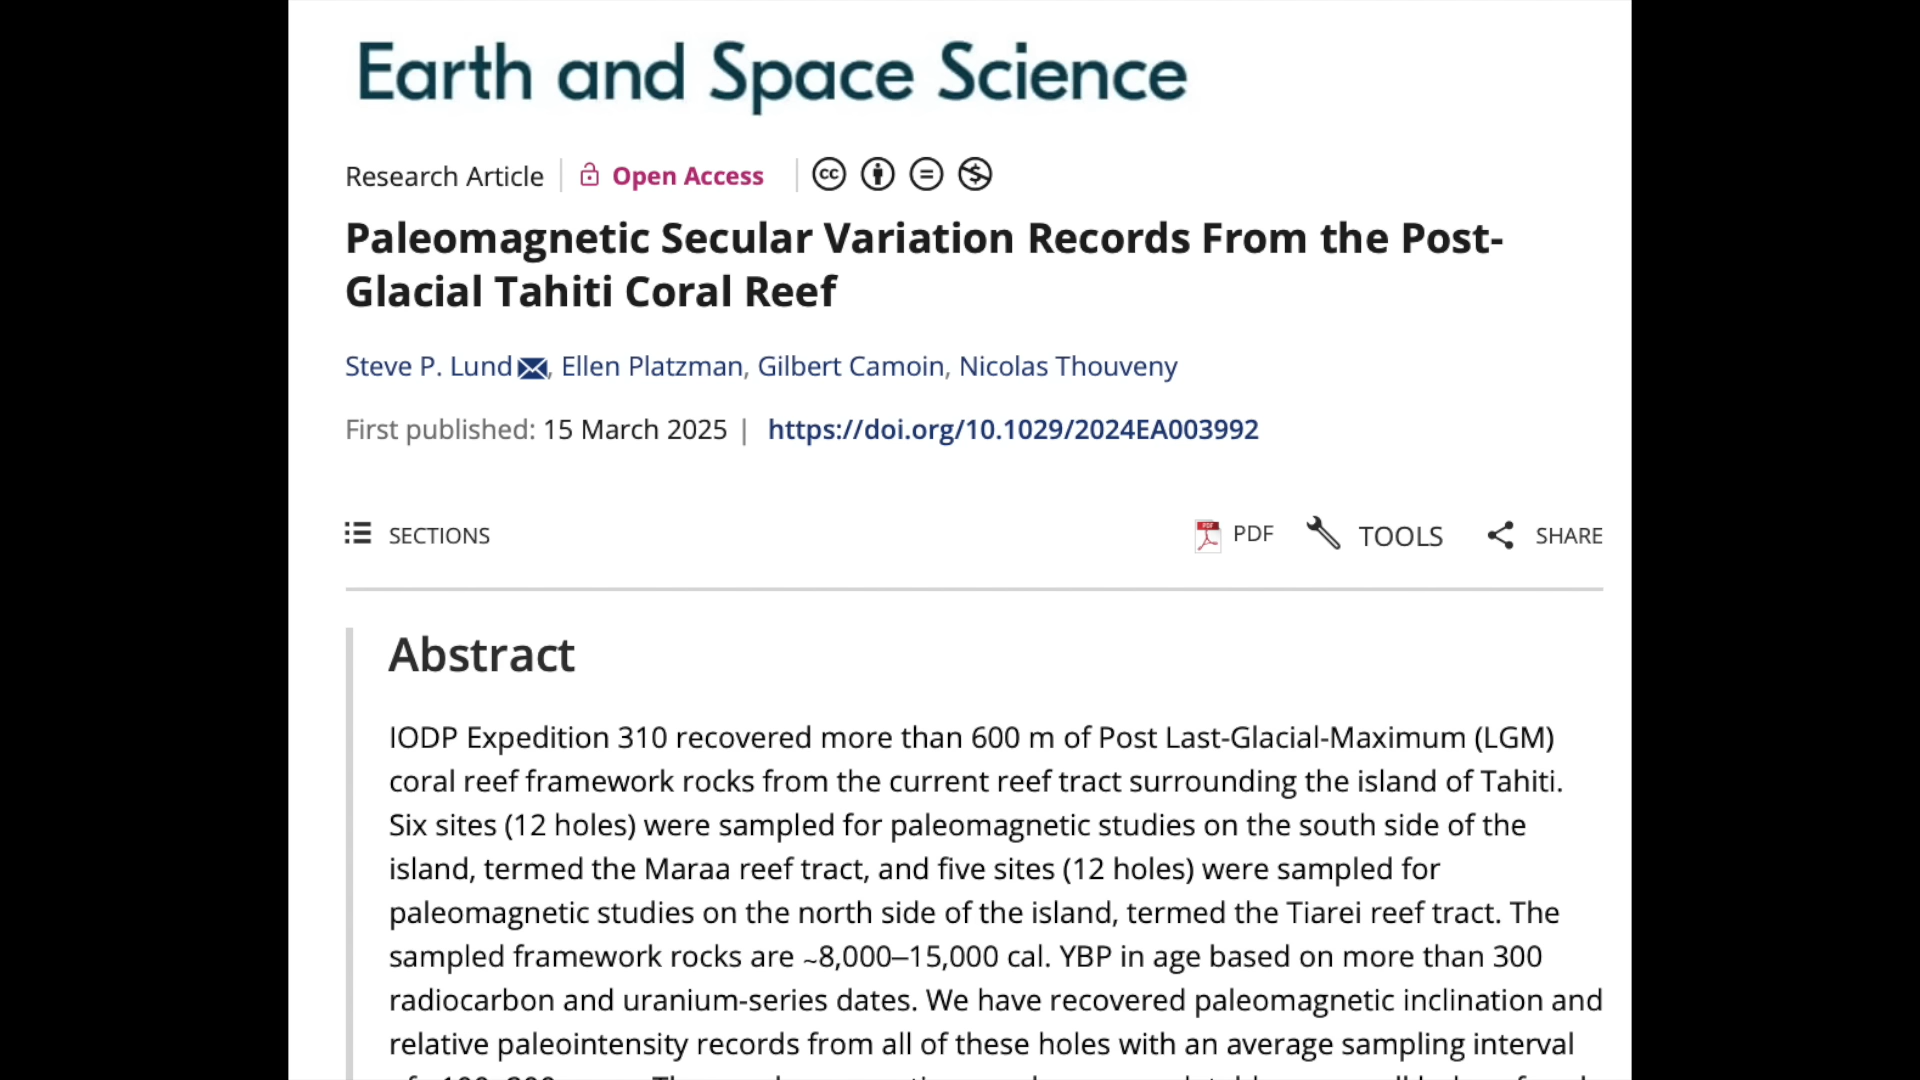 Earth and Space Science
Research Article | Open Access
Paleomagnetic Secular Variation Records From the Post-
Glacial Tahiti Coral Reef
Steve P. Lund, Ellen Platzman, Gilbert Camoin, Nicolas Thouveny
First published: 15 March 2025 | https://doi.org/10.1029/2024EA003992
SECTIONS
PDF
TOOLS
SHARE
Abstract
IODP Expedition 310 recovered more than 600 m of Post Last-Glacial-Maximum (LGM)
coral reef framework rocks from the current reef tract surrounding the island of Tahiti.
Six sites (12 holes) were sampled for paleomagnetic studies on the south side of the
island, termed the Maraa reef tract, and five sites (12 holes) were sampled for
paleomagnetic studies on the north side of the island, termed the Tiarei reef tract. The
sampled framework rocks are ~8,000–15,000 cal. YBP in age based on more than 300
radiocarbon and uranium-series dates. We have recovered paleomagnetic inclination and
relative paleointensity records from all of these holes with an average sampling interval